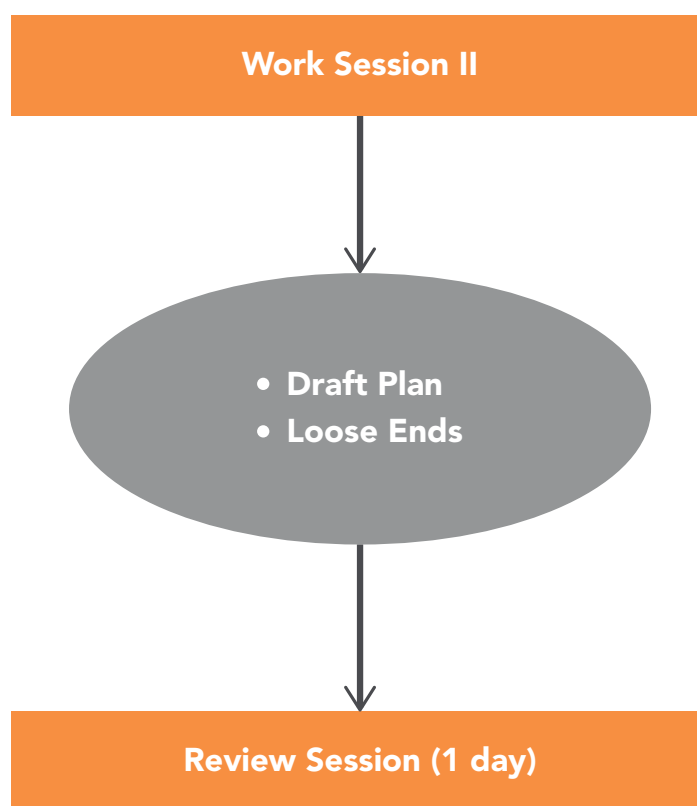 Work Session II
• Draft Plan
• Loose Ends
Review Session (1 day)